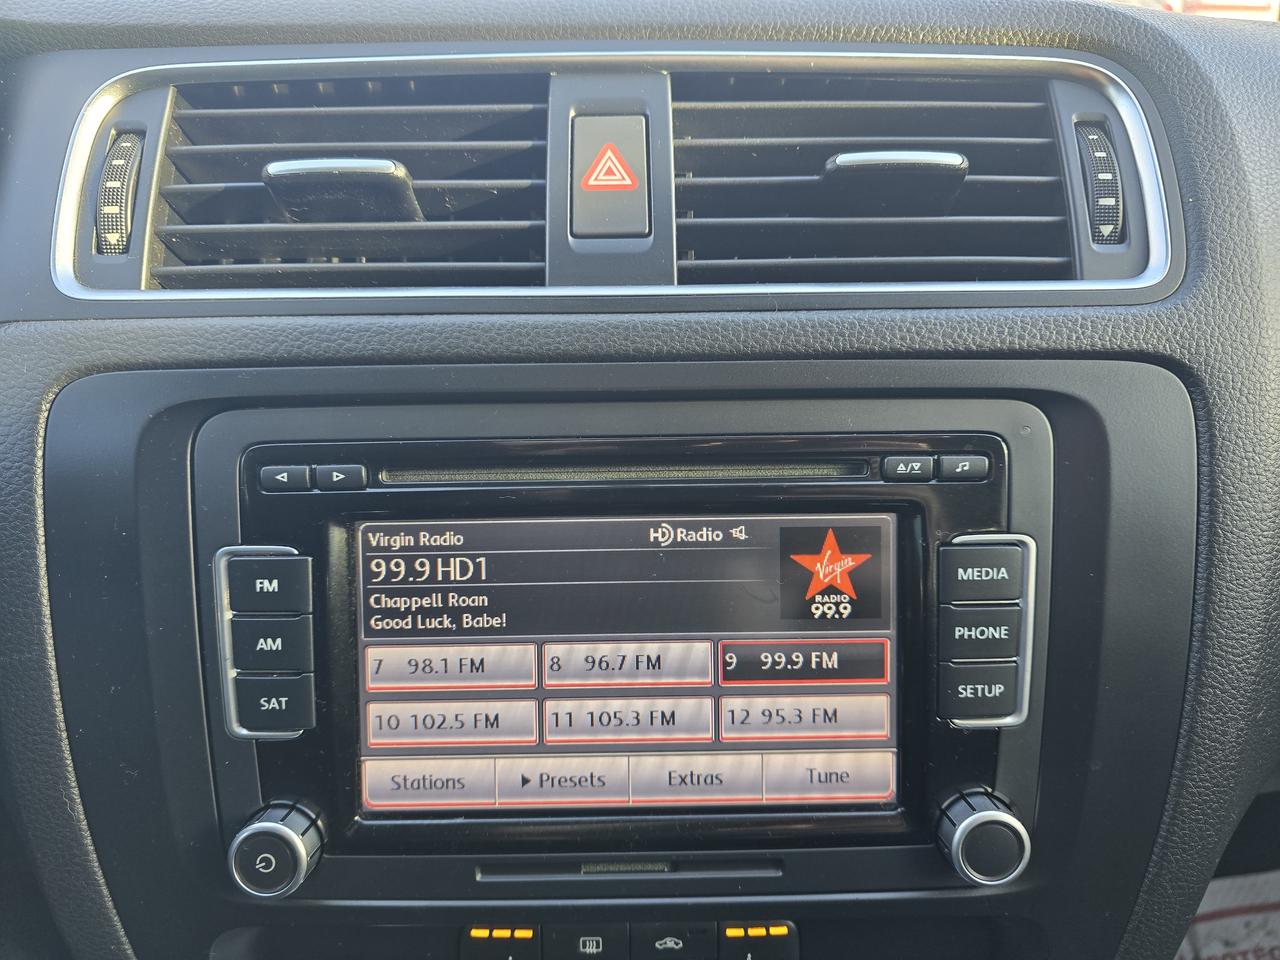 Virgin Radio
HD Radio
99.9 HD1
Chappell Roan
Good Luck, Babe!
Virgin
RADIO
99.9
FM
AM
SAT
MEDIA
PHONE
SETUP
7 98.1 FM
8 96.7 FM
9 99.9 FM
10 102.5 FM
11 105.3 FM
12 95.3 FM
Stations
Presets
Extras
Tune